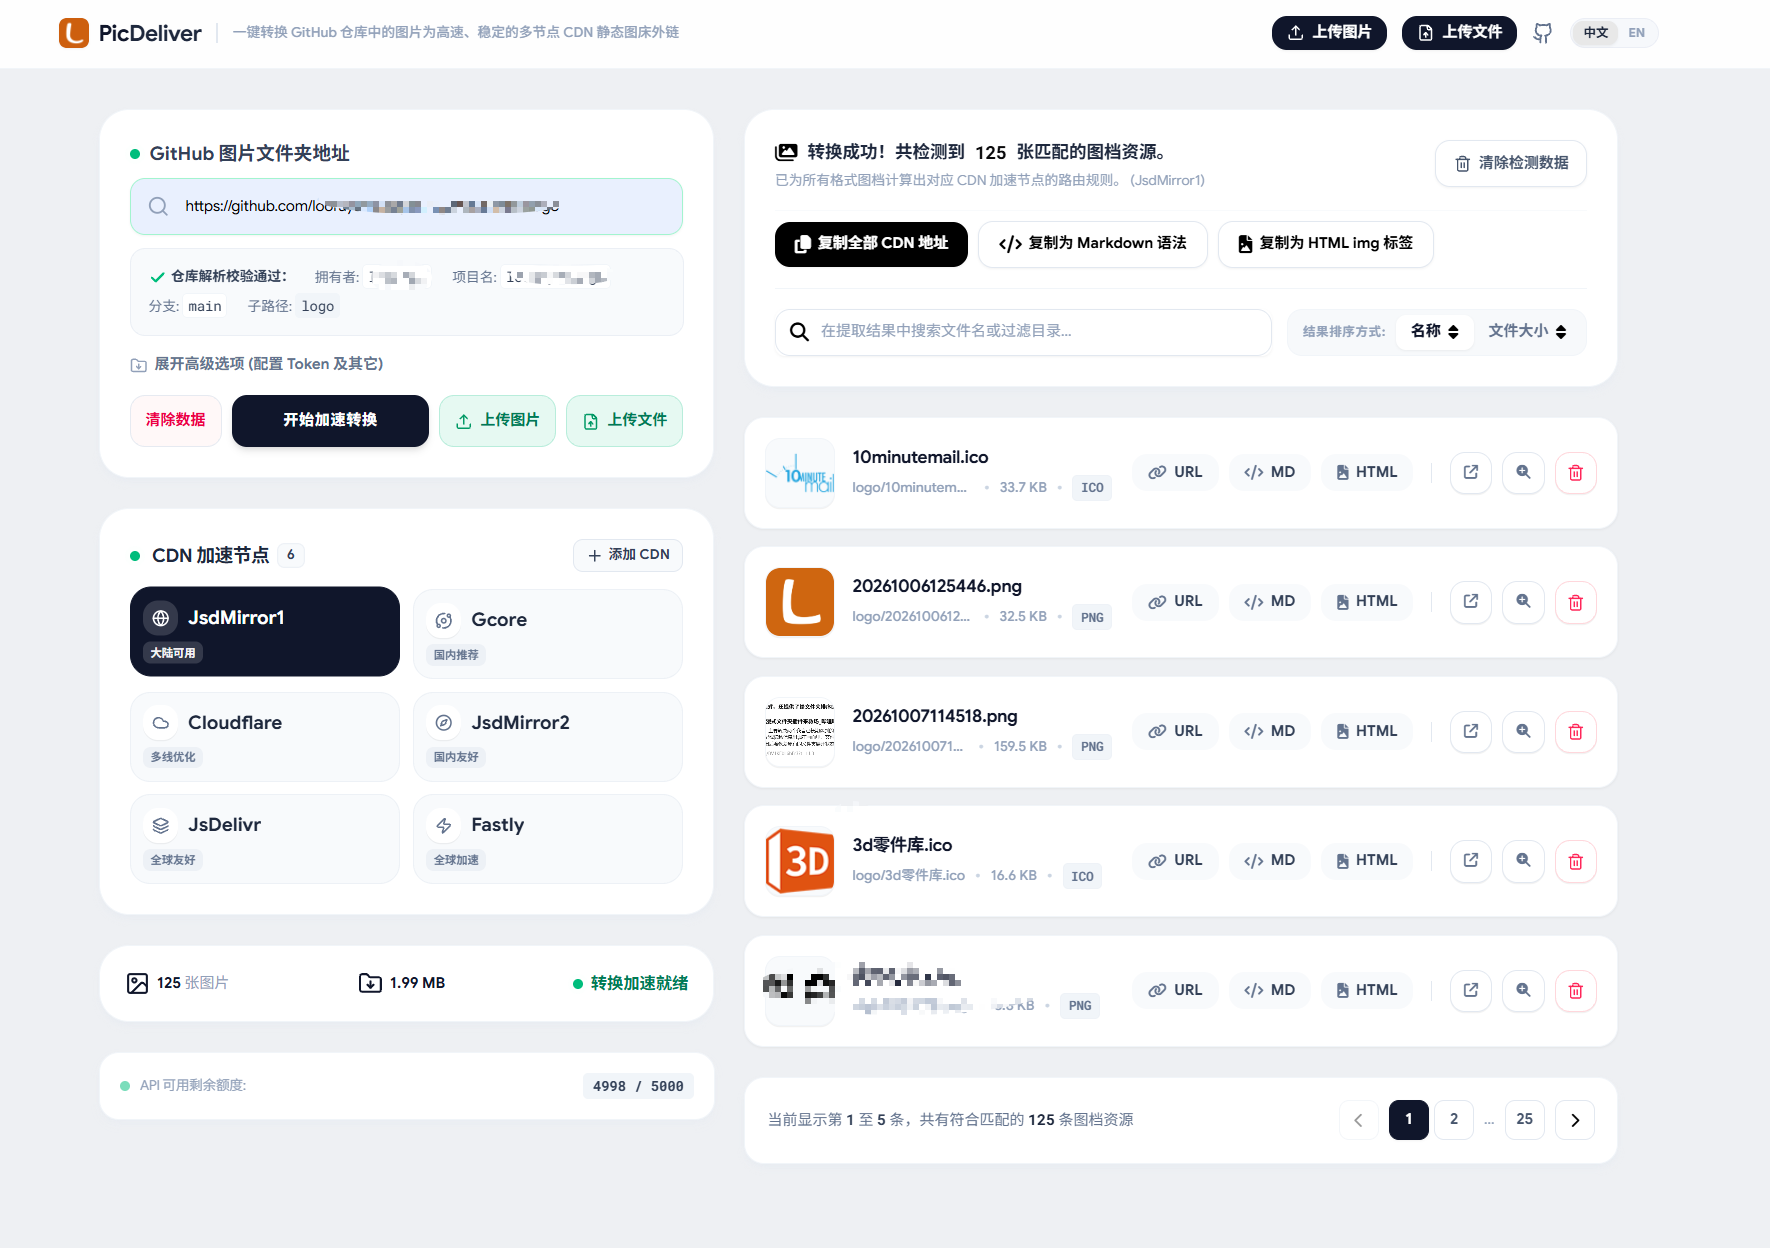 PicDeliver
一键转换 GitHub 仓库中的图片为高速、稳定的多节点 CDN 静态图床外链
上传图片
上传文件
中文
EN
GitHub 图片文件夹地址
https://github.com/
仓库解析校验通过：
拥有者:
项目名:
分支: main
子路径: logo
展开高级选项 (配置 Token 及其它)
清除数据
开始加速转换
上传图片
上传文件
CDN 加速节点 6
添加 CDN
JsdMirror1
大陆可用
Gcore
国内推荐
Cloudflare
多线优化
JsdMirror2
国内友好
JsDelivr
全球友好
Fastly
全球加速
125 张图片
1.99 MB
转换加速就绪
API 可用剩余额度:
4998 / 5000
转换成功！共检测到 125 张匹配的图档资源。
已为所有格式图档计算出对应 CDN 加速节点的路由规则。 (JsdMirror1)
清除检测数据
复制全部 CDN 地址
复制为 Markdown 语法
复制为 HTML img 标签
在提取结果中搜索文件名或过滤目录...
结果排序方式:
名称
文件大小
10 MINUTE mail
10minutemail.ico
logo/10minutem... • 33.7 KB • ICO
URL
MD
HTML
20261006125446.png
logo/202610061​2... • 32.5 KB • PNG
URL
MD
HTML
20261007114518.png
logo/202610071... • 159.5 KB • PNG
URL
MD
HTML
3D
3d零件库.ico
logo/3d零件库.ico • 16.6 KB • ICO
URL
MD
HTML
KB • PNG
URL
MD
HTML
当前显示第 1 至 5 条，共有符合匹配的 125 条图档资源
1
2
...
25